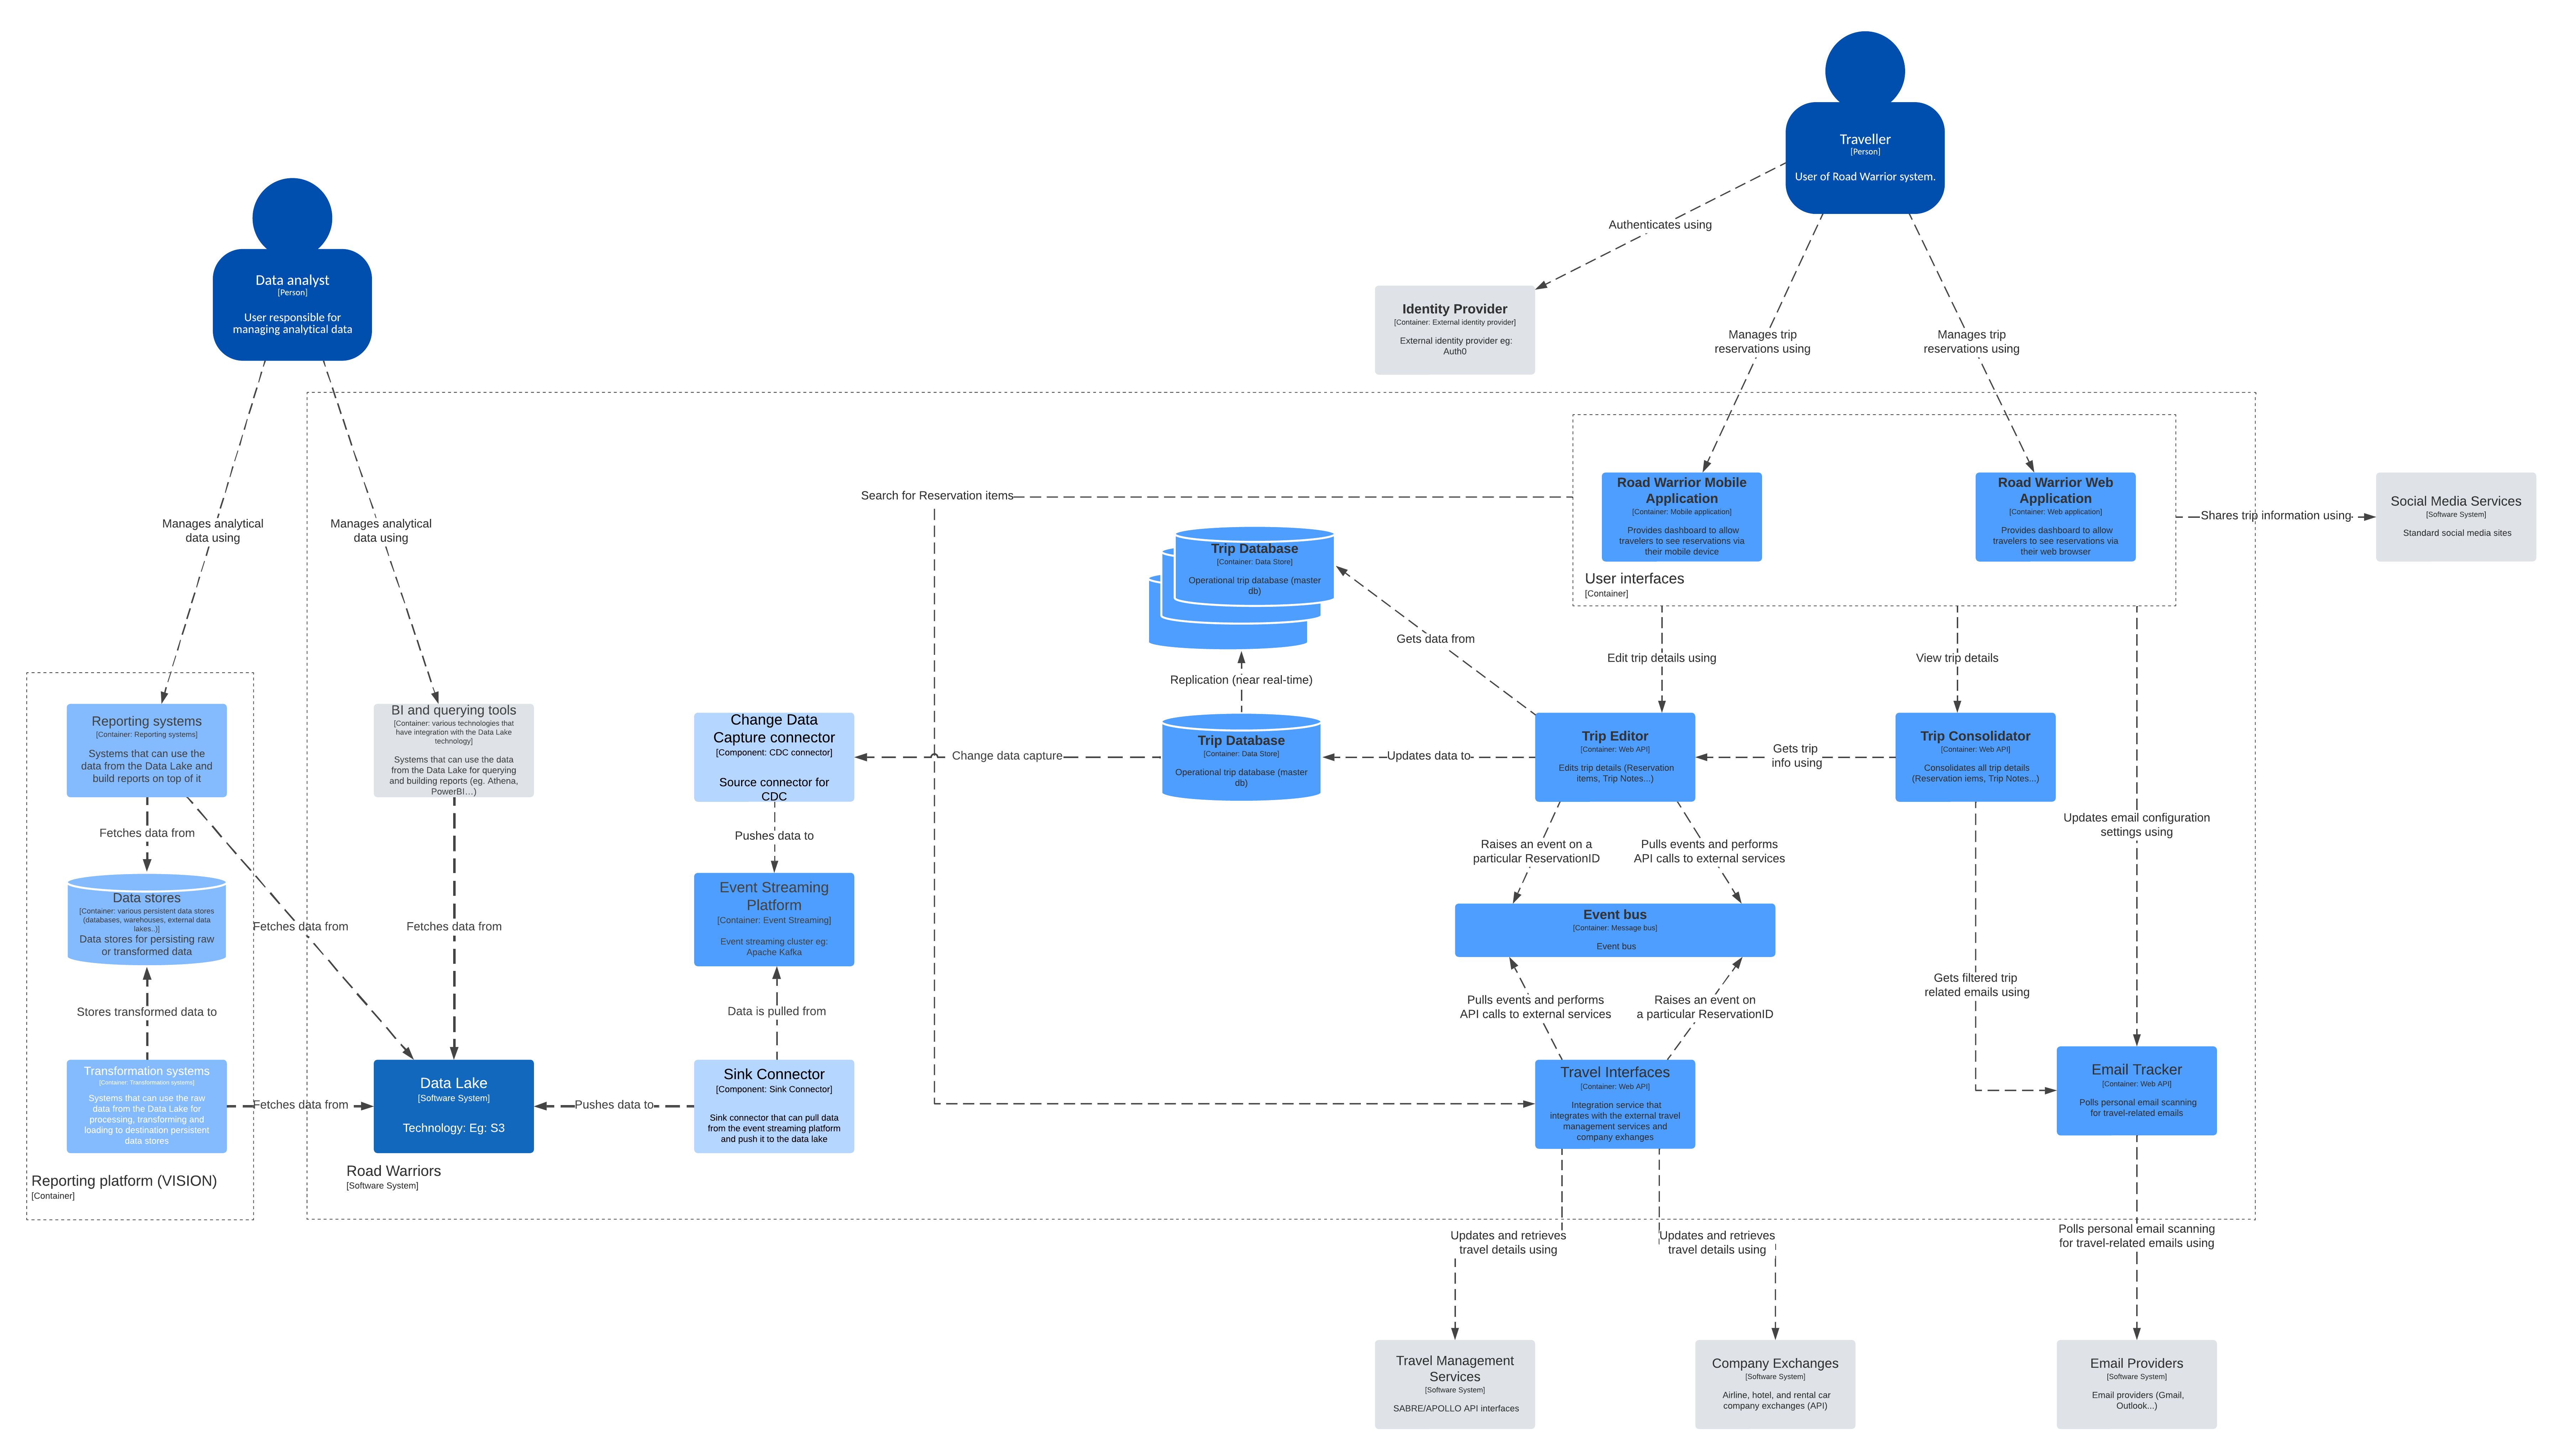 Traveller
[Person]
User of Road Warrior system.
Authenticates using
Data analyst
[Person]
User responsible for
managing analytical data
Identity Provider
[Container: External identity provider]
External identity provider eg:
Auth0
Manages trip
reservations using
Manages trip
reservations using
Search for Reservation items
Road Warrior Mobile
Application
[Container: Mobile application]
Provides dashboard to allow
travelers to see reservations via
their mobile device
Road Warrior Web
Application
[Container: Web application]
Provides dashboard to allow
travelers to see reservations via
their web browser
User interfaces
[Container]
Shares trip information using
Social Media Services
[Software System]
Standard social media sites
Manages analytical
data using
Manages analytical
data using
Trip Database
[Container: Data Store]
Operational trip database (master
db)
Gets data from
Edit trip details using
View trip details
Replication (near real-time)
Reporting systems
[Container: Reporting systems]
Systems that can use the
data from the Data Lake and
build reports on top of it
BI and querying tools
[Container: various technologies that
have integration with the Data Lake
technology]
Systems that can use the data
from the Data Lake for querying
and building reports (eg. Athena,
PowerBI...)
Change Data
Capture connector
[Component: CDC connector]
Source connector for
CDC
Change data capture
Trip Database
[Container: Data Store]
Operational trip database (master
db)
Updates data to
Trip Editor
[Container: Web API]
Edits trip details (Reservation
items, Trip Notes...)
Gets trip
info using
Trip Consolidator
[Container: Web API]
Consolidates all trip details
(Reservation iems, Trip Notes...)
Fetches data from
Pushes data to
Raises an event on a
particular ReservationID
Pulls events and performs
API calls to external services
Updates email configuration
settings using
Data stores
[Container: various persistent data stores
(databases, warehouses, external data
lakes..)]
Data stores for persisting raw
or transformed data
Fetches data from
Fetches data from
Event Streaming
Platform
[Container: Event Streaming]
Event streaming cluster eg:
Apache Kafka
Event bus
[Container: Message bus]
Event bus
Stores transformed data to
Data is pulled from
Pulls events and performs
API calls to external services
Raises an event on
a particular ReservationID
Gets filtered trip
related emails using
Transformation systems
[Container: Transformation systems]
Systems that can use the raw
data from the Data Lake for
processing, transforming and
loading to destination persistent
data stores
Fetches data from
Data Lake
[Software System]
Technology: Eg: S3
Pushes data to
Sink Connector
[Component: Sink Connector]
Sink connector that can pull data
from the event streaming platform
and push it to the data lake
Travel Interfaces
[Container: Web API]
Integration service that
integrates with the external travel
management services and
company exhanges
Email Tracker
[Container: Web API]
Polls personal email scanning
for travel-related emails
Reporting platform (VISION)
[Container]
Road Warriors
[Software System]
Updates and retrieves
travel details using
Updates and retrieves
travel details using
Polls personal email scanning
for travel-related emails using
Travel Management
Services
[Software System]
SABRE/APOLLO API interfaces
Company Exchanges
[Software System]
Airline, hotel, and rental car
company exchanges (API)
Email Providers
[Software System]
Email providers (Gmail,
Outlook...)